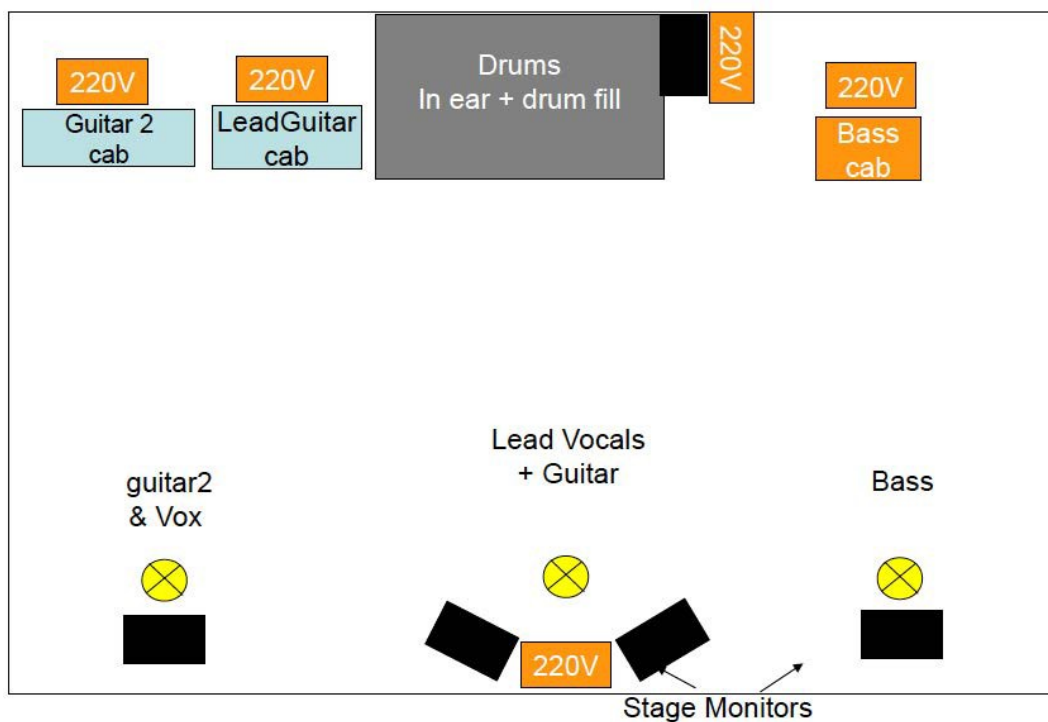 220V
Guitar 2
cab
220V
LeadGuitar
cab
Drums
In ear + drum fill
220V
220V
Bass
cab
guitar2
& Vox
Lead Vocals
+ Guitar
Bass
220V
Stage Monitors